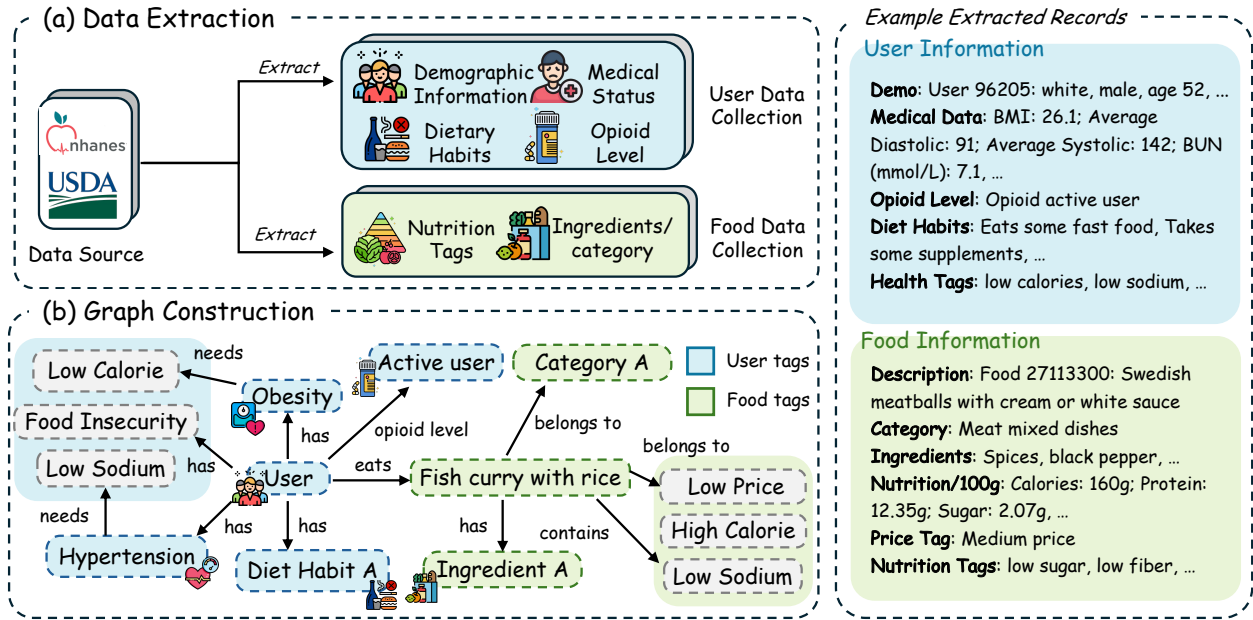 (a) Data Extraction
nhanes
USDA
Data Source
Extract
Extract
Demographic
Information
Medical
Status
Dietary
Habits
Opioid
Level
User Data
Collection
Nutrition
Tags
Ingredients/
category
Food Data
Collection
(b) Graph Construction
Low Calorie
Food Insecurity
Low Sodium
needs
Obesity
has
has
User
needs
has
Hypertension
has
Diet Habit A
opioid level
Active user
eats
Fish curry with rice
belongs to
Category A
has
Ingredient A
contains
belongs to
Low Price
High Calorie
Low Sodium
User tags
Food tags
Example Extracted Records
User Information
Demo: User 96205: white, male, age 52, ...
Medical Data: BMI: 26.1; Average
Diastolic: 91; Average Systolic: 142; BUN
(mmol/L): 7.1, ...
Opioid Level: Opioid active user
Diet Habits: Eats some fast food, Takes
some supplements, ...
Health Tags: low calories, low sodium, ...
Food Information
Description: Food 27113300: Swedish
meatballs with cream or white sauce
Category: Meat mixed dishes
Ingredients: Spices, black pepper, ...
Nutrition/100g: Calories: 160g; Protein:
12.35g; Sugar: 2.07g, ...
Price Tag: Medium price
Nutrition Tags: low sugar, low fiber, ...